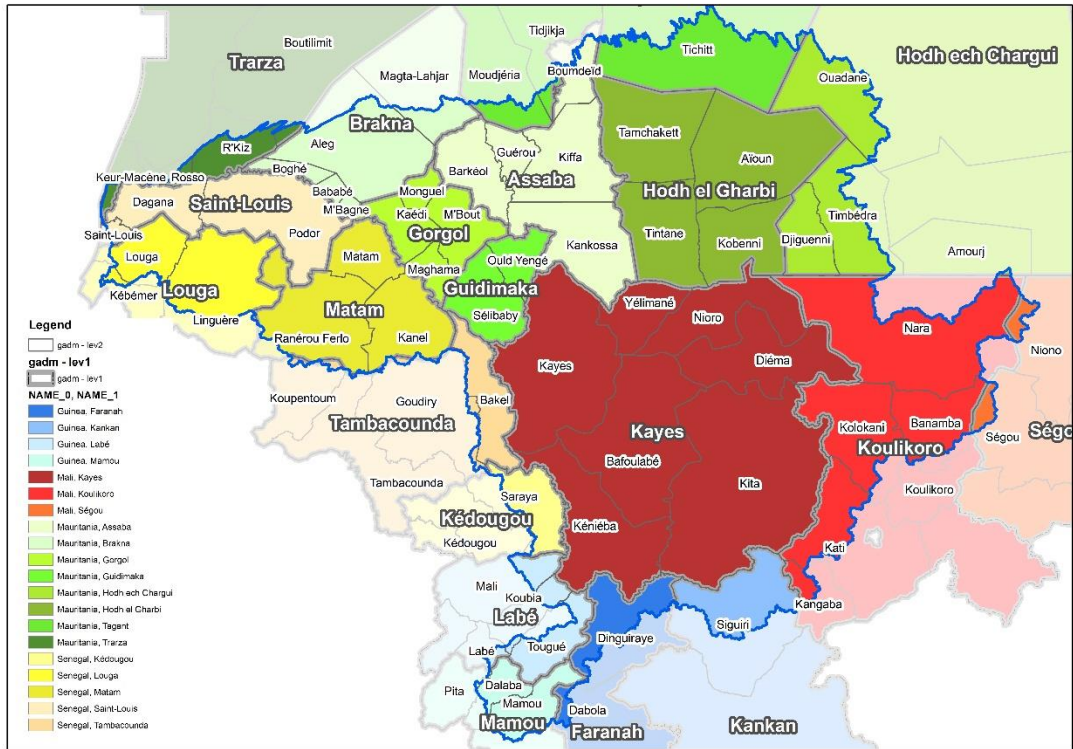 Tidjikja
Boutilimit
Tichitt
Trarza
Hodh ech Chargui
Magta-Lahjar
Moudjéria
Boumdeïd
Ouadane
Brakna
Tamchakett
R'Kiz
Aleg
Guérou
Kiffa
Aïoun
Barkéol
Boghé
Assaba
Keur-Macène
Rosso
Hodh el Gharbi
Monguel
Bababé
Dagana
Saint-Louis
M'Bagne
Kaédi
M'Bout
Timbédra
Saint-Louis
Podor
Gorgol
Tintane
Djiguenni
Kobenni
Amourj
Louga
Matam
Ould Yengé
Kankossa
Maghama
Guidimaka
Louga
Kébémer
Yélimané
Matam
Nioro
Sélibaby
Linguère
Nara
Ranérou Ferlo
Kanel
Niono
Kayes
Diéma
Koupentoum
Goudiry
Bakel
Tambacounda
Kolokani
Banamba
Kayes
Ségou
Ségo
Koulikoro
Bafoulabé
Tambacounda
Kita
Koulikoro
Saraya
Kédougou
Kéniéba
Kédougou
Kati
Mali
Koubia
Kangaba
Labé
Siguiri
Dinguiraye
Labé
Tougué
Dalaba
Pita
Mamou
Dabola
Mamou
Faranah
Kankan
Legend
gadm - lev2
gadm - lev1
gadm - lev1
NAME_0, NAME_1
Guinea, Faranah
Guinea, Kankan
Guinea, Labé
Guinea, Mamou
Mali, Kayes
Mali, Koulikoro
Mali, Ségou
Mauritania, Assaba
Mauritania, Brakna
Mauritania, Gorgol
Mauritania, Guidimaka
Mauritania, Hodh ech Chargui
Mauritania, Hodh el Charbi
Mauritania, Tagant
Mauritania, Trarza
Senegal, Kédougou
Senegal, Louga
Senegal, Matam
Senegal, Saint-Louis
Senegal, Tambacounda